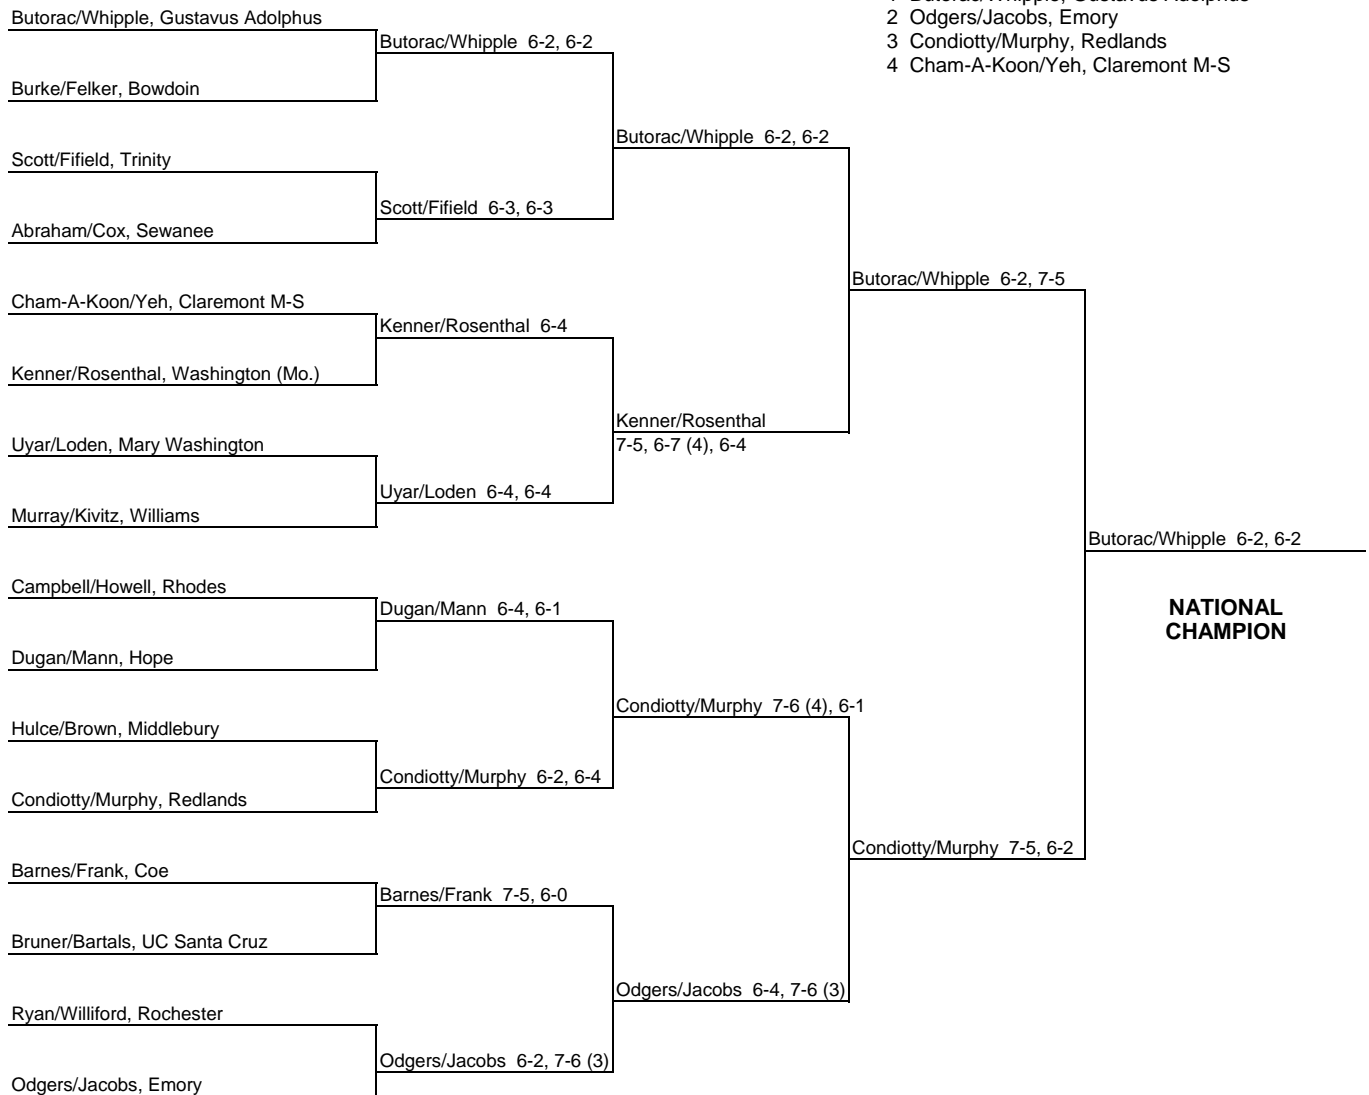 Butorac/Whipple, Gustavus Adolphus
2 Odgers/Jacobs, Emory
3 Condiotty/Murphy, Redlands
4 Cham-A-Koon/Yeh, Claremont M-S
Butorac/Whipple, Gustavus Adolphus
Butorac/Whipple 6-2, 6-2
Burke/Felker, Bowdoin
Butorac/Whipple 6-2, 6-2
Scott/Fifield, Trinity
Scott/Fifield 6-3, 6-3
Abraham/Cox, Sewanee
Butorac/Whipple 6-2, 7-5
Cham-A-Koon/Yeh, Claremont M-S
Kenner/Rosenthal 6-4
Kenner/Rosenthal, Washington (Mo.)
Kenner/Rosenthal
7-5, 6-7 (4), 6-4
Uyar/Loden, Mary Washington
Uyar/Loden 6-4, 6-4
Murray/Kivitz, Williams
Butorac/Whipple 6-2, 6-2
NATIONAL
CHAMPION
Campbell/Howell, Rhodes
Dugan/Mann 6-4, 6-1
Dugan/Mann, Hope
Condiotty/Murphy 7-6 (4), 6-1
Hulce/Brown, Middlebury
Condiotty/Murphy 6-2, 6-4
Condiotty/Murphy, Redlands
Condiotty/Murphy 7-5, 6-2
Barnes/Frank, Coe
Barnes/Frank 7-5, 6-0
Bruner/Bartals, UC Santa Cruz
Odgers/Jacobs 6-4, 7-6 (3)
Ryan/Williford, Rochester
Odgers/Jacobs 6-2, 7-6 (3)
Odgers/Jacobs, Emory